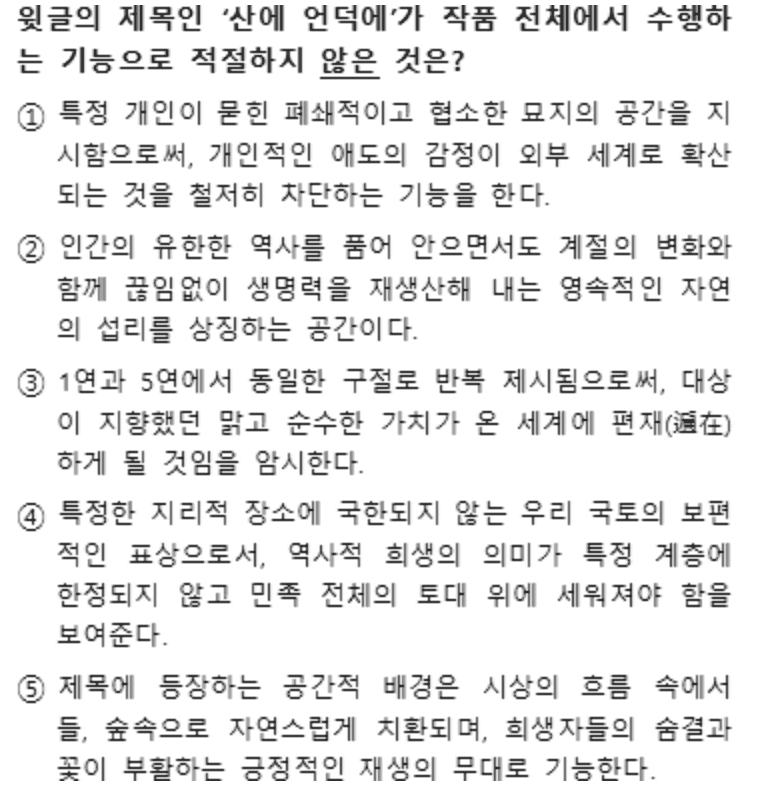 윗글의 제목인 ‘산에 언덕에’가 작품 전체에서 수행하
는 기능으로 적절하지 않은 것은?
① 특정 개인이 묻힌 폐쇄적이고 협소한 묘지의 공간을 지
시함으로써, 개인적인 애도의 감정이 외부 세계로 확산
되는 것을 철저히 차단하는 기능을 한다.
② 인간의 유한한 역사를 품어 안으면서도 계절의 변화와
함께 끊임없이 생명력을 재생산해 내는 영속적인 자연
의 섭리를 상징하는 공간이다.
③ 1연과 5연에서 동일한 구절로 반복 제시됨으로써, 대상
이 지향했던 맑고 순수한 가치가 온 세계에 편재(遍在)
하게 될 것임을 암시한다.
④ 특정한 지리적 장소에 국한되지 않는 우리 국토의 보편
적인 표상으로서, 역사적 희생의 의미가 특정 계층에
한정되지 않고 민족 전체의 토대 위에 세워져야 함을
보여준다.
⑤ 제목에 등장하는 공간적 배경은 시상의 흐름 속에서
들, 숲속으로 자연스럽게 치환되며, 희생자들의 숨결과
꽃이 부활하는 긍정적인 재생의 무대로 기능한다.